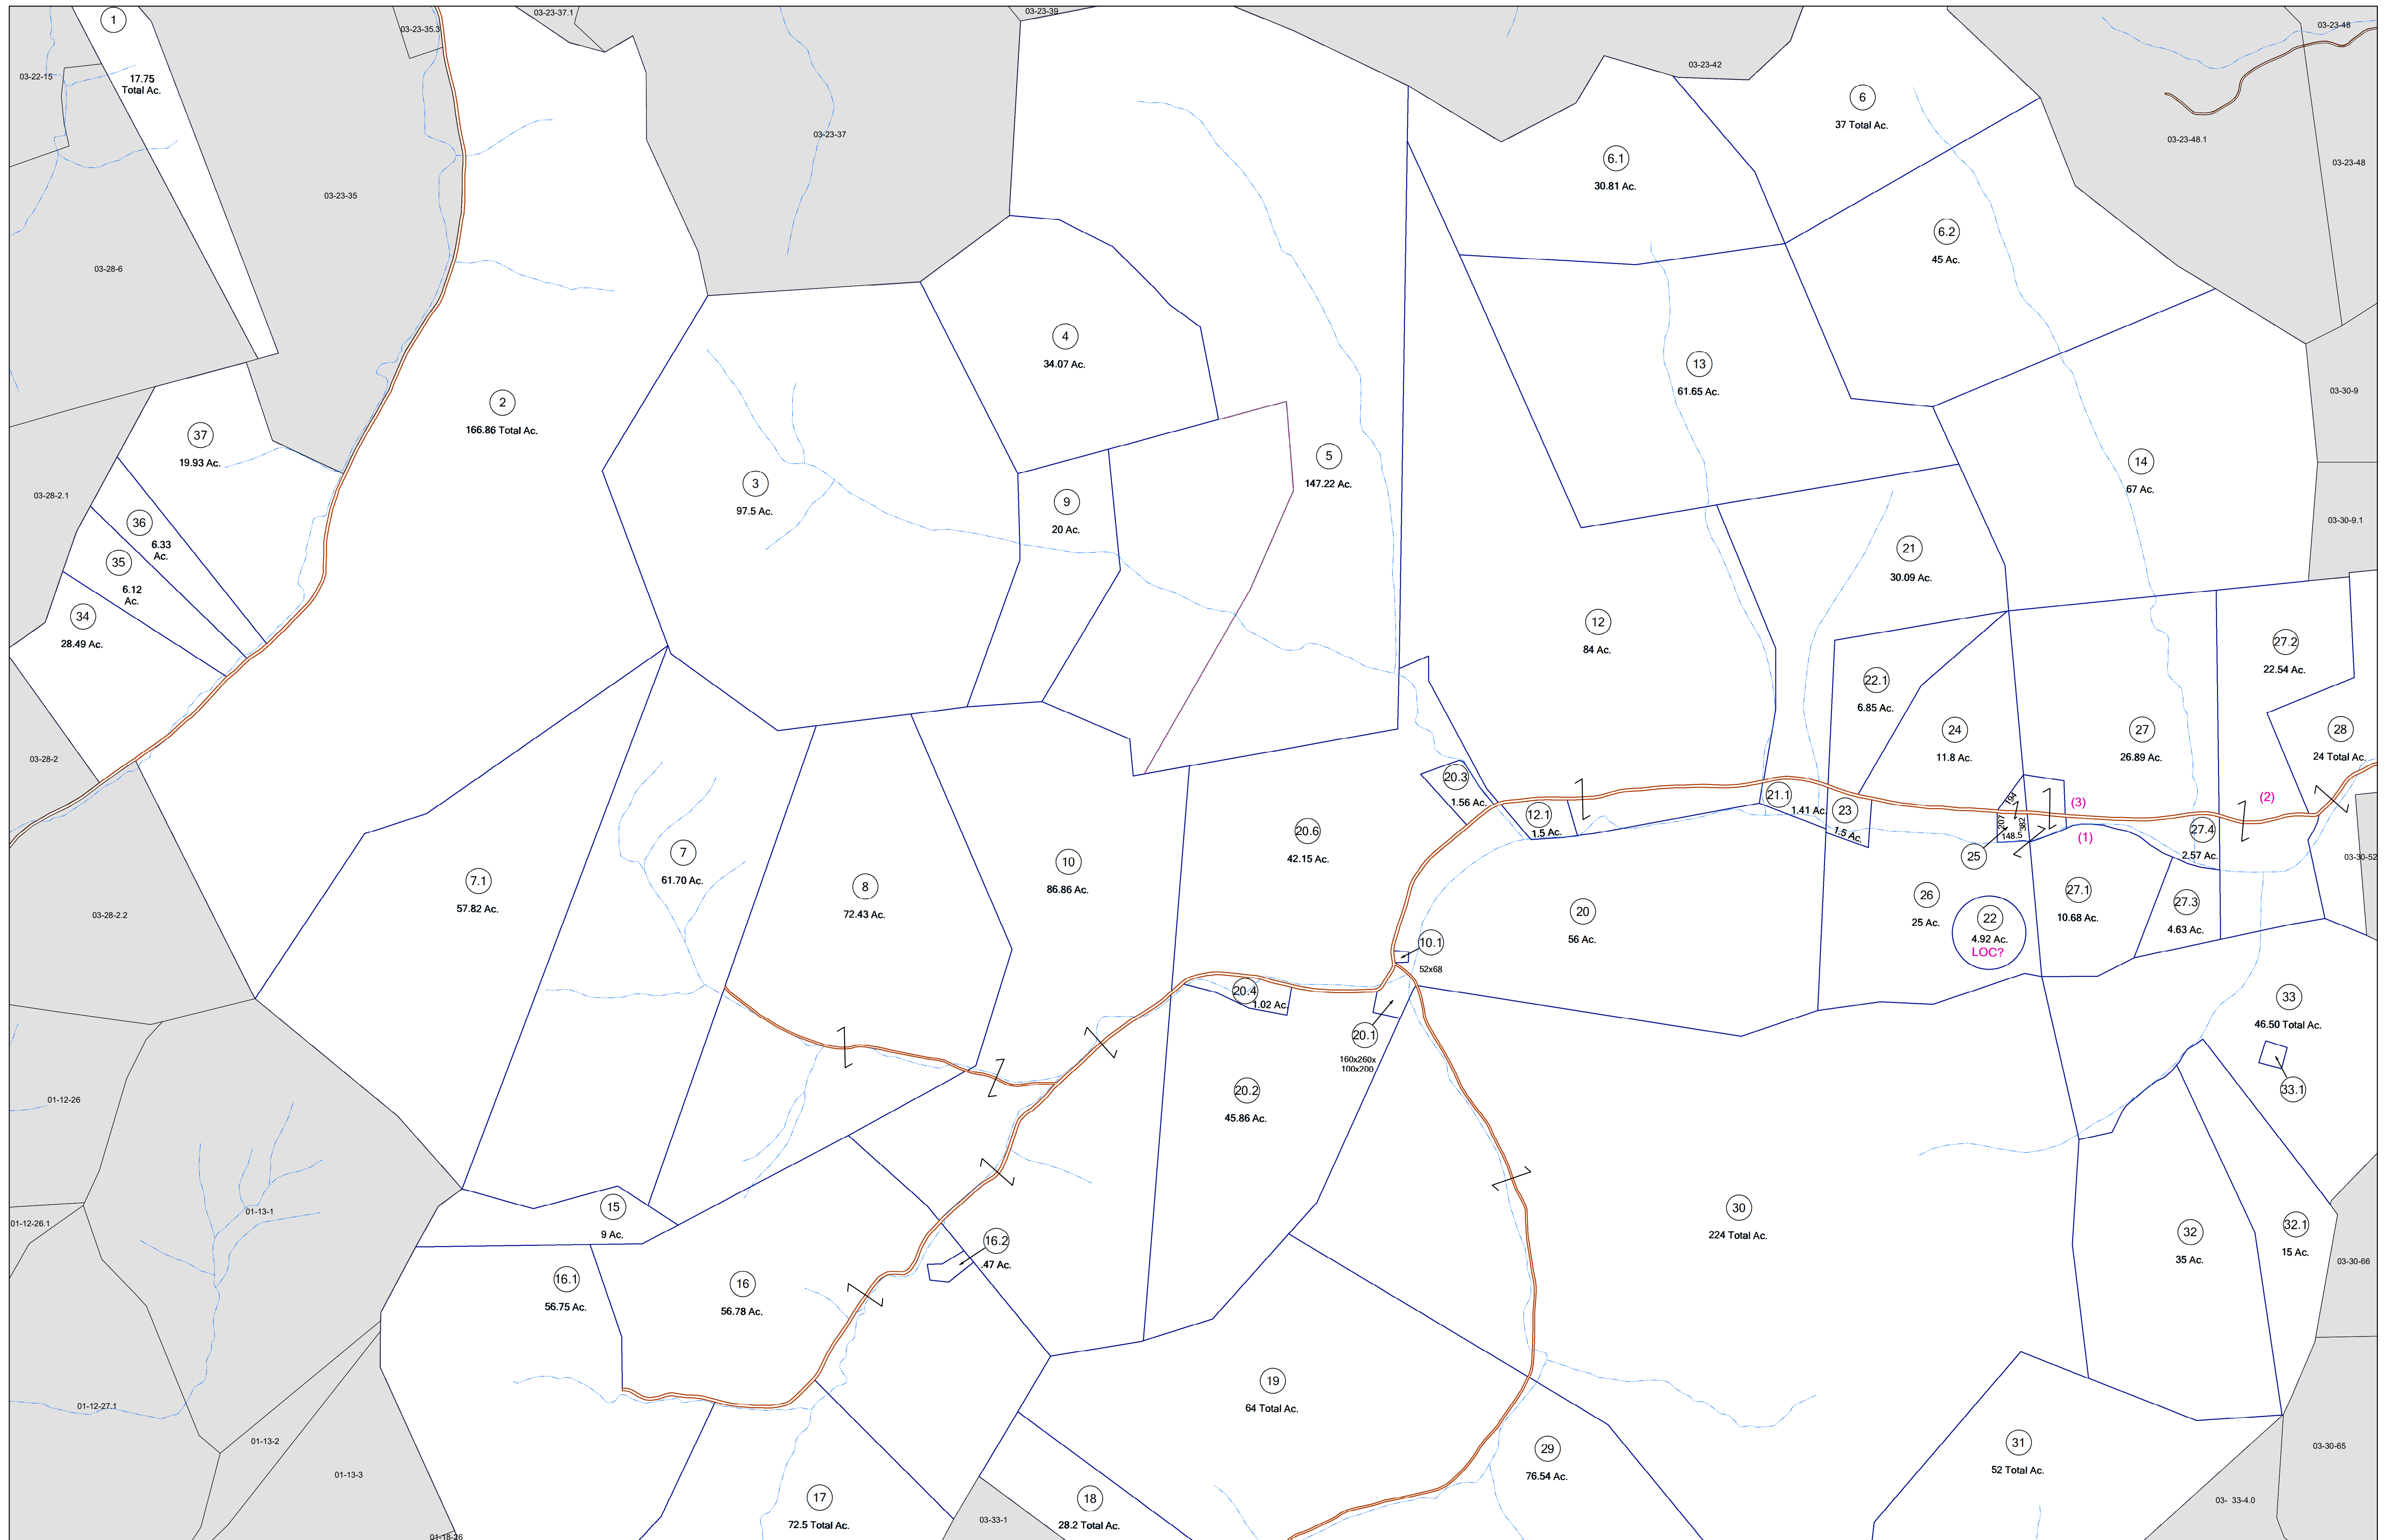 1
17.75
Total Ac.
03-22-15
03-23-35.3
03-23-37.1
03-23-39
03-23-42
03-23-48
03-23-48.1
03-23-48
03-23-37
03-23-35
03-28-6
6
37 Total Ac.
6.1
30.81 Ac.
6.2
45 Ac.
4
34.07 Ac.
13
61.65 Ac.
03-30-9
2
166.86 Total Ac.
37
19.93 Ac.
5
147.22 Ac.
14
67 Ac.
3
97.5 Ac.
9
20 Ac.
03-28-2.1
03-30-9.1
36
6.33
Ac.
35
6.12
Ac.
34
28.49 Ac.
21
30.09 Ac.
12
84 Ac.
27.2
22.54 Ac.
22.1
6.85 Ac.
24
11.8 Ac.
27
26.89 Ac.
28
24 Total Ac.
03-28-2
20.3
1.56 Ac.
12.1
1.5 Ac.
21.1
1.41 Ac.
23
1.5 Ac.
194
207
382
148.5
25
(3)
(2)
(1)
27.4
2.57 Ac.
20.6
42.15 Ac.
7
61.70 Ac.
10
86.86 Ac.
03-30-52
7.1
57.82 Ac.
8
72.43 Ac.
20
56 Ac.
26
25 Ac.
22
4.92 Ac.
LOC?
27.1
10.68 Ac.
27.3
4.63 Ac.
03-28-2.2
10.1
52x68
20.4
1.02 Ac.
20.1
160x260x
100x200
33
46.50 Total Ac.
33.1
20.2
45.86 Ac.
01-12-26
01-13-1
01-12-26.1
15
9 Ac.
30
224 Total Ac.
32
35 Ac.
32.1
15 Ac.
03-30-66
16.2
.47 Ac.
16.1
56.75 Ac.
16
56.78 Ac.
19
64 Total Ac.
01-12-27.1
01-13-2
01-13-3
29
76.54 Ac.
31
52 Total Ac.
03-30-65
17
72.5 Total Ac.
03-33-1
18
28.2 Total Ac.
03- 33-4.0
01-18-26